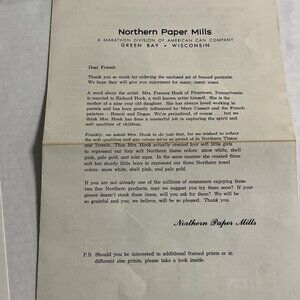 Northern Paper Mills
A MARATHON DIVISION OF AMERICAN CAN COMPANY
GREEN BAY • WISCONSIN
Dear Friend:
Thank you so much for ordering the enclosed set of framed portraits.
We hope they will give you enjoyment for many, many years.
A word about the artist: Mrs. Frances Hook of Flourtown, Pennsylvania
is married to Richard Hook, a well known artist himself. She is the
mother of a nine year old daughter. She has always loved working in
pastels and has been greatly influenced by Mary Cassatt and the French
painters - Renoir and Degas. We're prejudiced, of course . . but we
think Mrs. Hook has done a masterful job in capturing the spirit and
soft qualities of children.
Frankly, we asked Mrs. Hook to do just that, for we wished to reflect
the soft qualities and gay colors we're so proud of in Northern Tissue
and Towels. Thus Mrs. Hook actually created four soft little girls
to represent our four soft Northern tissue colors: snow white, shell
pink, pale gold, and mist aqua. In the same manner she created three
soft but sturdy little boys to represent our three Northern towel
colors: snow white, shell pink, and pale gold.
If you are not already one of the millions of consumers enjoying these
two fine Northern products, may we suggest you try them soon? If your
grocer doesn't stock these items, will you ask for them? We will be
so grateful and you, we believe, will be so pleased. Thank you.
Northern Paper Mills
P.S. Should you be interested in additional framed prints or in
different size prints, please take a look inside.